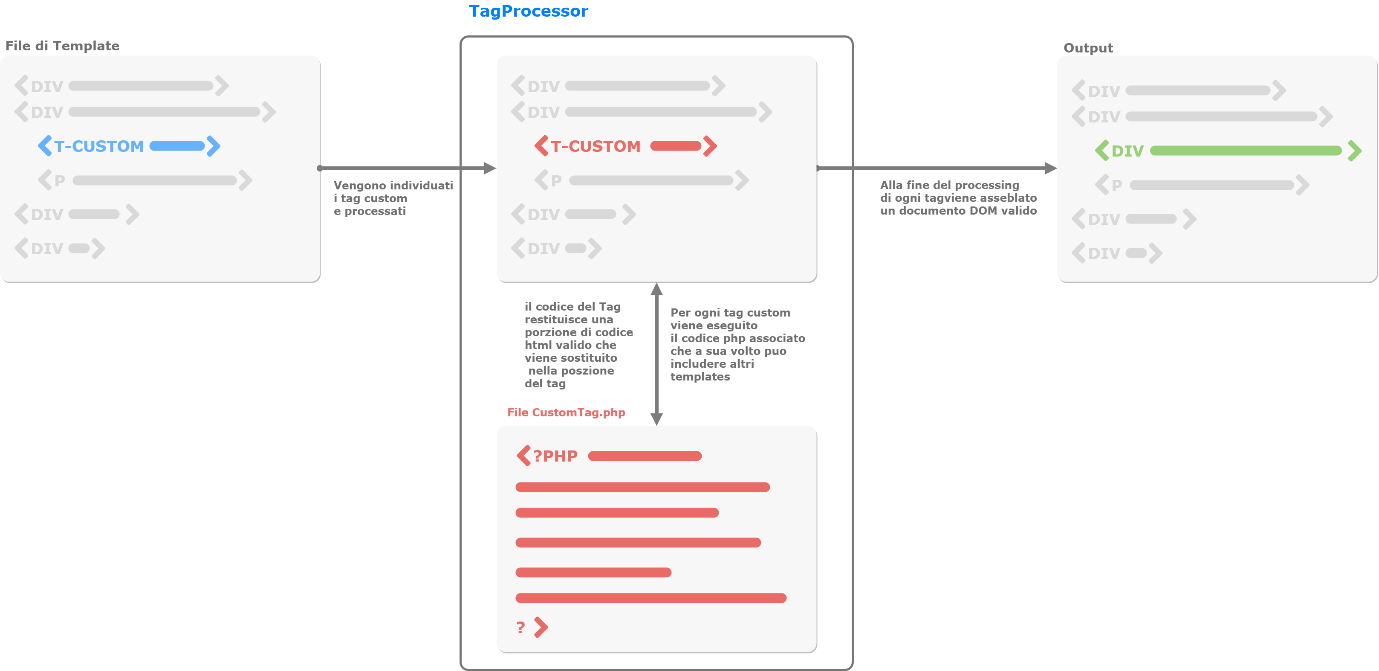 TagProcessor
File di Template
DIV
DIV
T-CUSTOM
P
DIV
DIV
Vengono individuati
i tag custom
e processati
DIV
DIV
T-CUSTOM
P
DIV
DIV
Alla fine del processing
di ogni tagviene asseblato
un documento DOM valido
Output
DIV
DIV
DIV
P
DIV
DIV
il codice del Tag
restituisce una
porzione di codice
html valido che
viene sostituito
nella poszione
del tag
Per ogni tag custom
viene eseguito
il codice php associato
che a sua volto puo
includere altri
templates
File CustomTag.php
?PHP
?